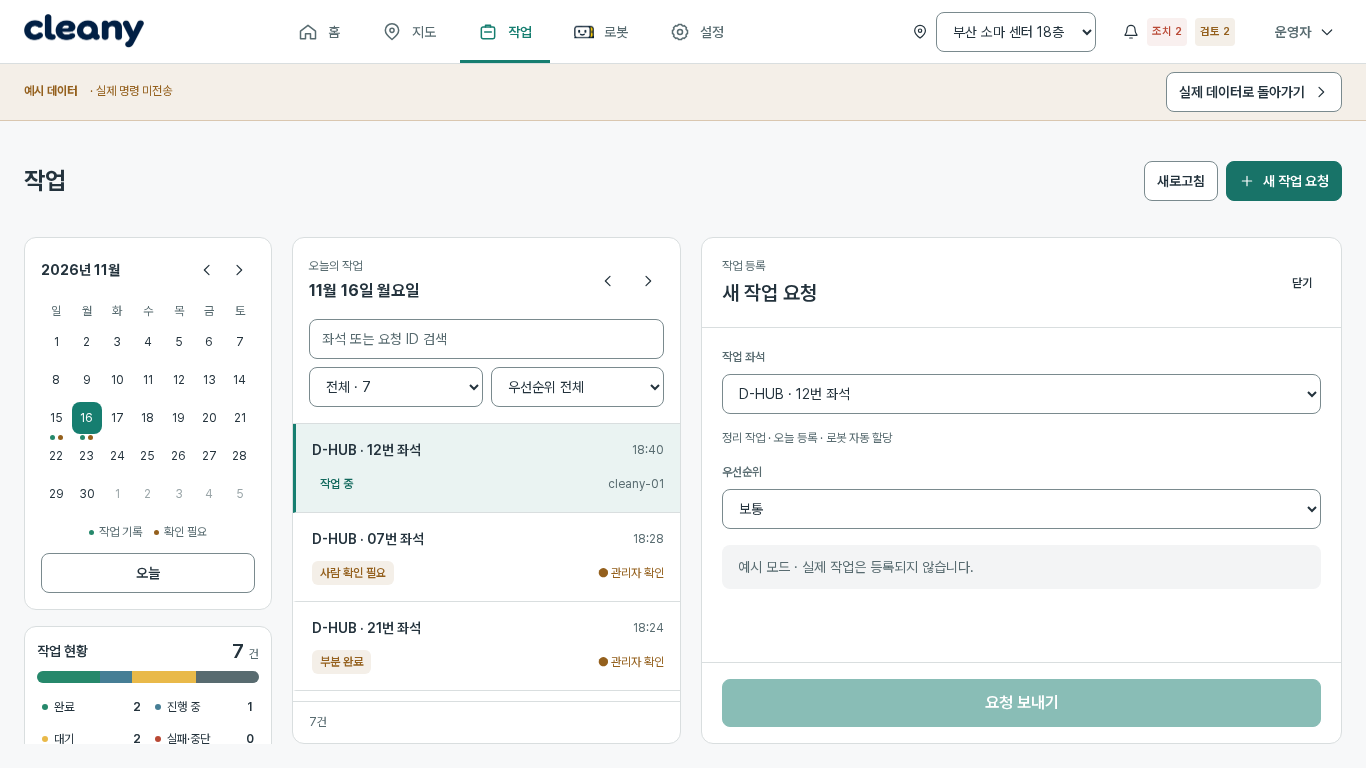 cleany
홈
지도
작업
로봇
설정
부산 소마 센터 18층
조치 2
검토 2
운영자
예시 데이터 · 실제 명령 미전송
실제 데이터로 돌아가기
작업
새로고침
새 작업 요청
2026년 11월
일 월 화 수 목 금 토
1 2 3 4 5 6 7
8 9 10 11 12 13 14
15 16 17 18 19 20 21
22 23 24 25 26 27 28
29 30 1 2 3 4 5
작업 기록 확인 필요
오늘
작업 현황 7 건
완료 2 진행 중 1
대기 2 실패·중단 0
오늘의 작업
11월 16일 월요일
좌석 또는 요청 ID 검색
전체 · 7
우선순위 전체
D-HUB · 12번 좌석 18:40
작업 중 cleany-01
D-HUB · 07번 좌석 18:28
사람 확인 필요 관리자 확인
D-HUB · 21번 좌석 18:24
부분 완료 관리자 확인
7건
작업 등록
새 작업 요청
닫기
작업 좌석
D-HUB · 12번 좌석
정리 작업 · 오늘 등록 · 로봇 자동 할당
우선순위
보통
예시 모드 · 실제 작업은 등록되지 않습니다.
요청 보내기